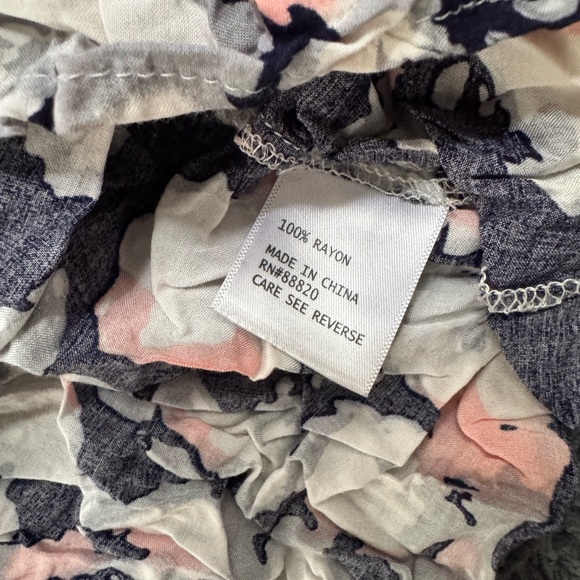 100% RAYON
MADE IN CHINA
RN#88820
CARE SEE REVERSE